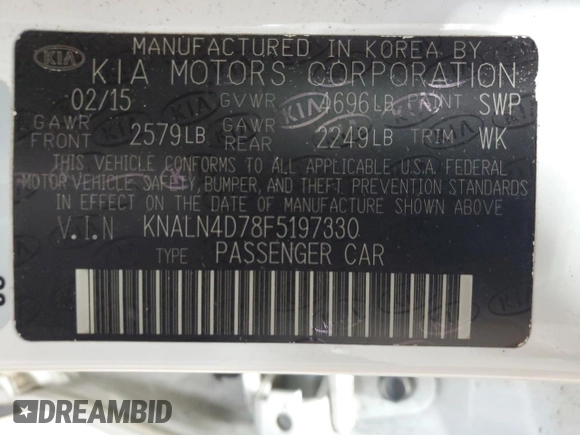 KIA
MANUFACTURED IN KOREA BY
KIA MOTORS CORPORATION
02/15 GVWR 4696LB PAINT SWP
GAWR FRONT 2579LB GAWR REAR 2249LB TRIM WK
THIS VEHICLE CONFORMS TO ALL APPLICABLE U.S.A. FEDERAL
MOTOR VEHICLE SAFETY, BUMPER, AND THEFT PREVENTION STANDARDS
IN EFFECT ON THE DATE OF MANUFACTURE SHOWN ABOVE.
V.I.N KNALN4D78F5197330
TYPE PASSENGER CAR
DREAMBID